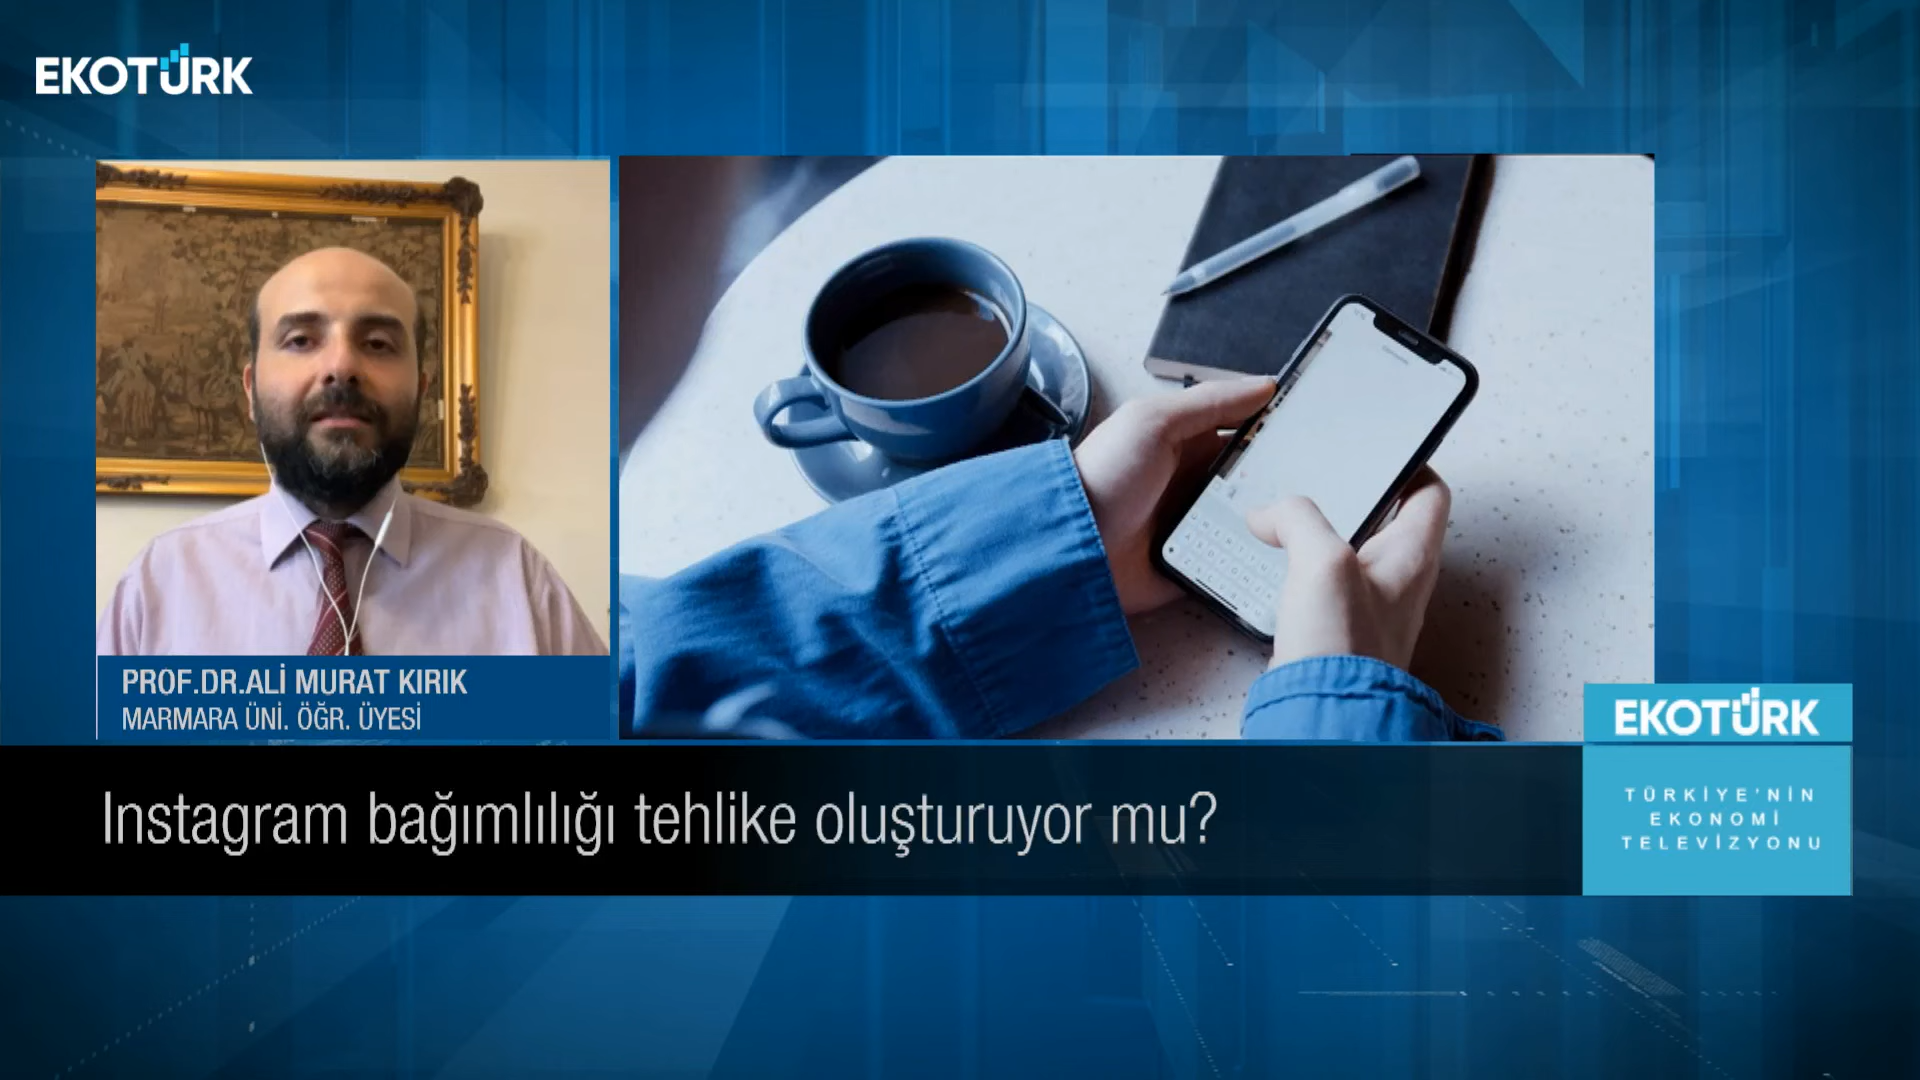 EKOTÜRK
PROF.DR.ALİ MURAT KIRIK
MARMARA ÜNİ. ÖĞR. ÜYESİ
EKOTÜRK
Instagram bağımlılığı tehlike oluşturuyor mu?
TÜRKİYE'NİN
EKONOMİ
TELEVİZYONU